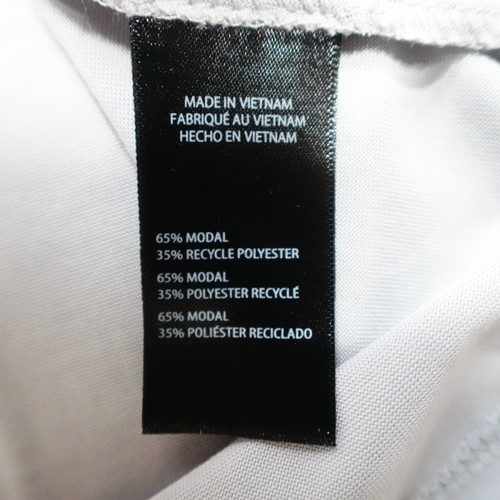 MADE IN VIETNAM
FABRIQUÉ AU VIETNAM
HECHO EN VIETNAM
65% MODAL
35% RECYCLE POLYESTER
65% MODAL
35% POLYESTER RECYCLÉ
65% MODAL
35% POLIÉSTER RECICLADO